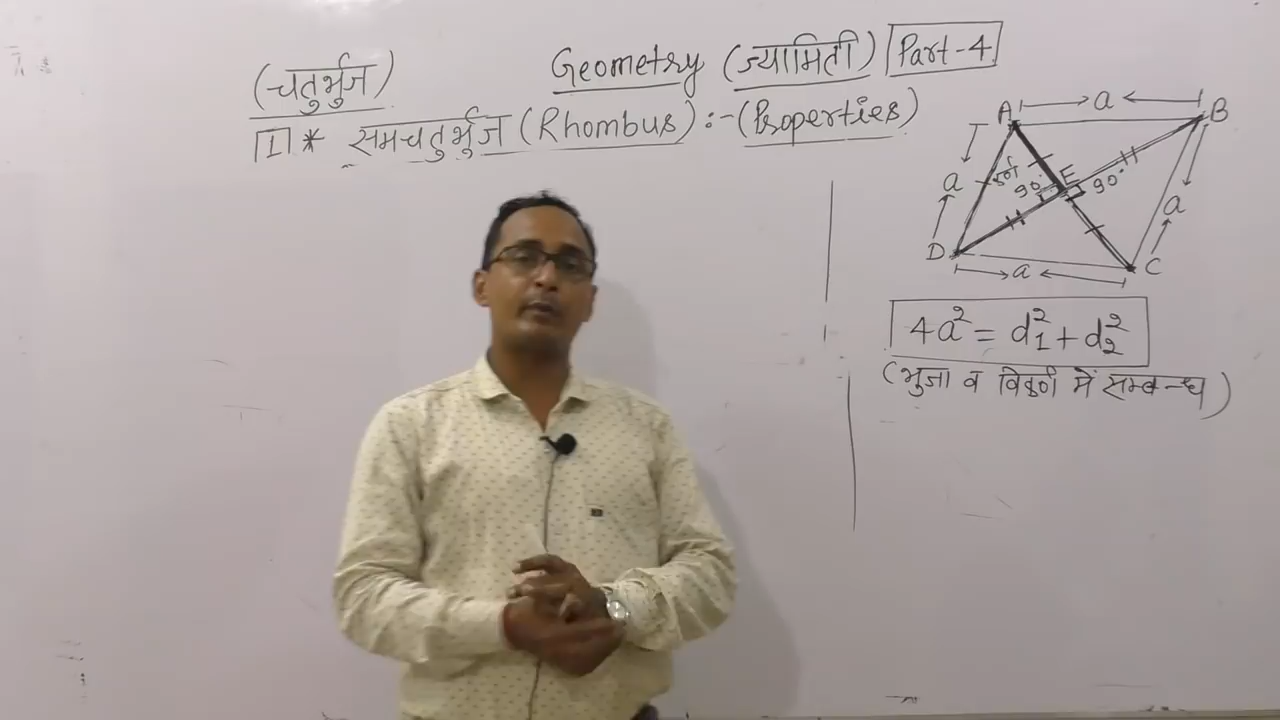 (चतुर्भुज)
Geometry (ज्यामिती) Part-4
1 * समचतुर्भुज (Rhombus) :- (Properties)
A a B
a E a
90° 90°
D a C
4a² = d₁² + d₂²
(भुजा व विकर्ण में सम्बन्ध)